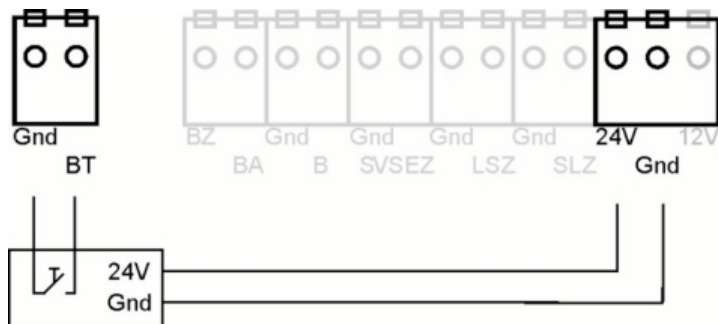 Gnd BZ Gnd Gnd Gnd Gnd 24V 12V
BT BA B SVSEZ LSZ SLZ Gnd
24V
Gnd